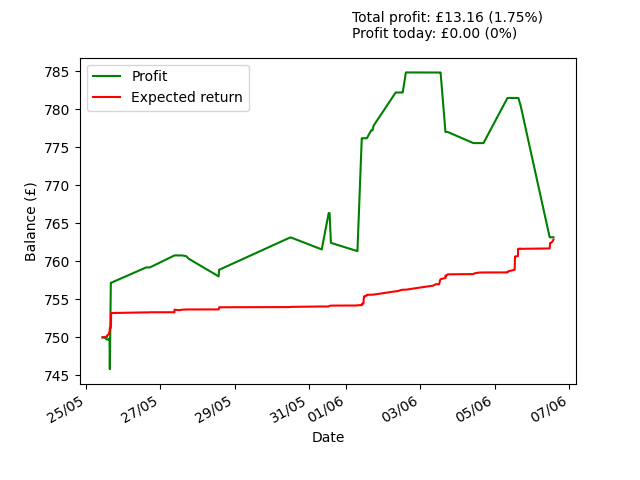 Total profit: £13.16 (1.75%)
Profit today: £0.00 (0%)
Profit
Expected return
785
780
775
770
765
760
755
750
745
Balance (£)
25/05
27/05
29/05
31/05
01/06
03/06
05/06
07/06
Date